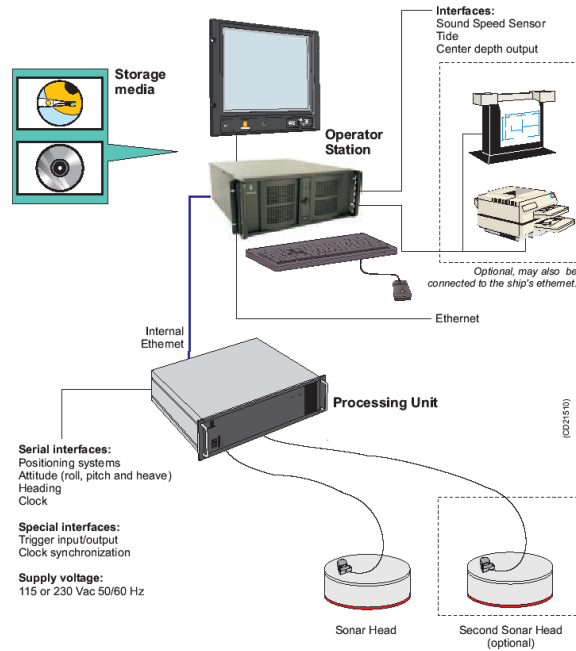 Interfaces:
Sound Speed Sensor
Tide
Center depth output
Storage
media
Operator
Station
Optional, may also be
connected to the ship's ethernet.
Internal
Ethernet
Ethernet
Processing Unit
(CD21510)
Serial interfaces:
Positioning systems
Attitude (roll, pitch and heave)
Heading
Clock
Special interfaces:
Trigger input/output
Clock synchronization
Supply voltage:
115 or 230 Vac 50/60 Hz
Sonar Head
Second Sonar Head
(optional)